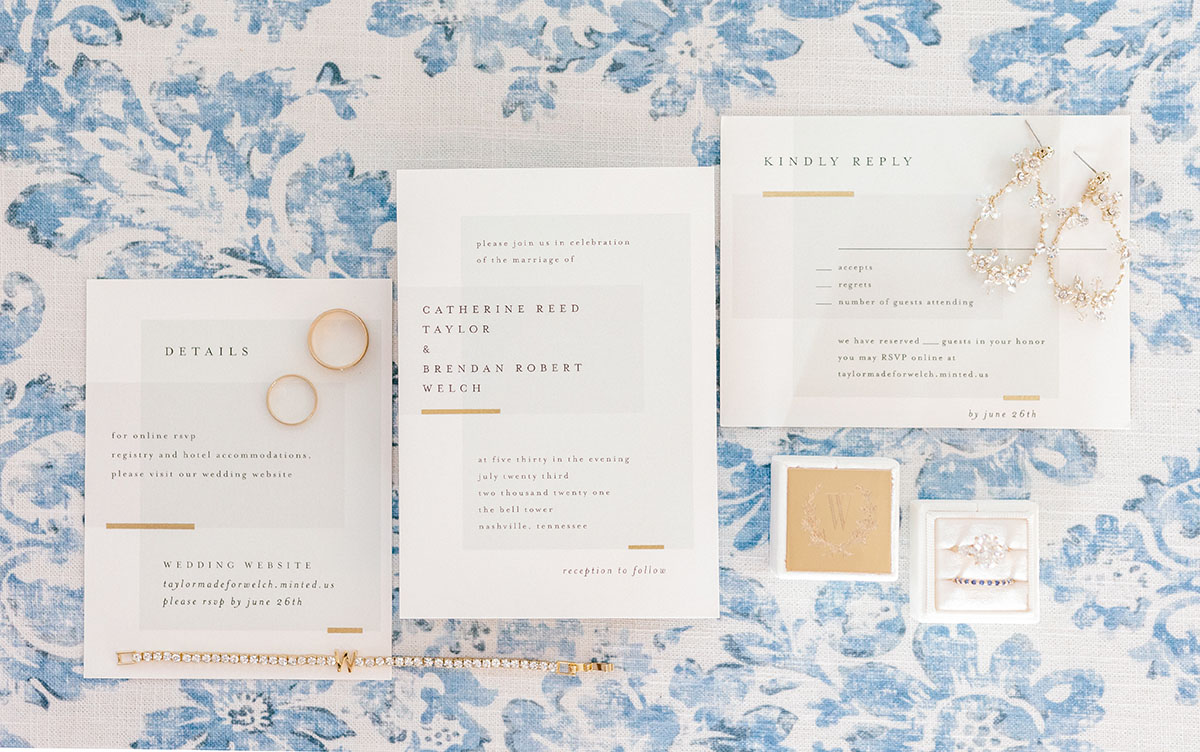 DETAILS
for online rsvp
registry and hotel accommodations,
please visit our wedding website
WEDDING WEBSITE
taylormadeforwelch.minted.us
please rsvp by june 26th
W
please join us in celebration
of the marriage of
CATHERINE REED
TAYLOR
&
BRENDAN ROBERT
WELCH
at five thirty in the evening
july twenty third
two thousand twenty one
the bell tower
nashville, tennessee
reception to follow
KINDLY REPLY
___ accepts
___ regrets
___ number of guests attending
we have reserved ___ guests in your honor
you may RSVP online at
taylormadeforwelch.minted.us
by june 26th
W